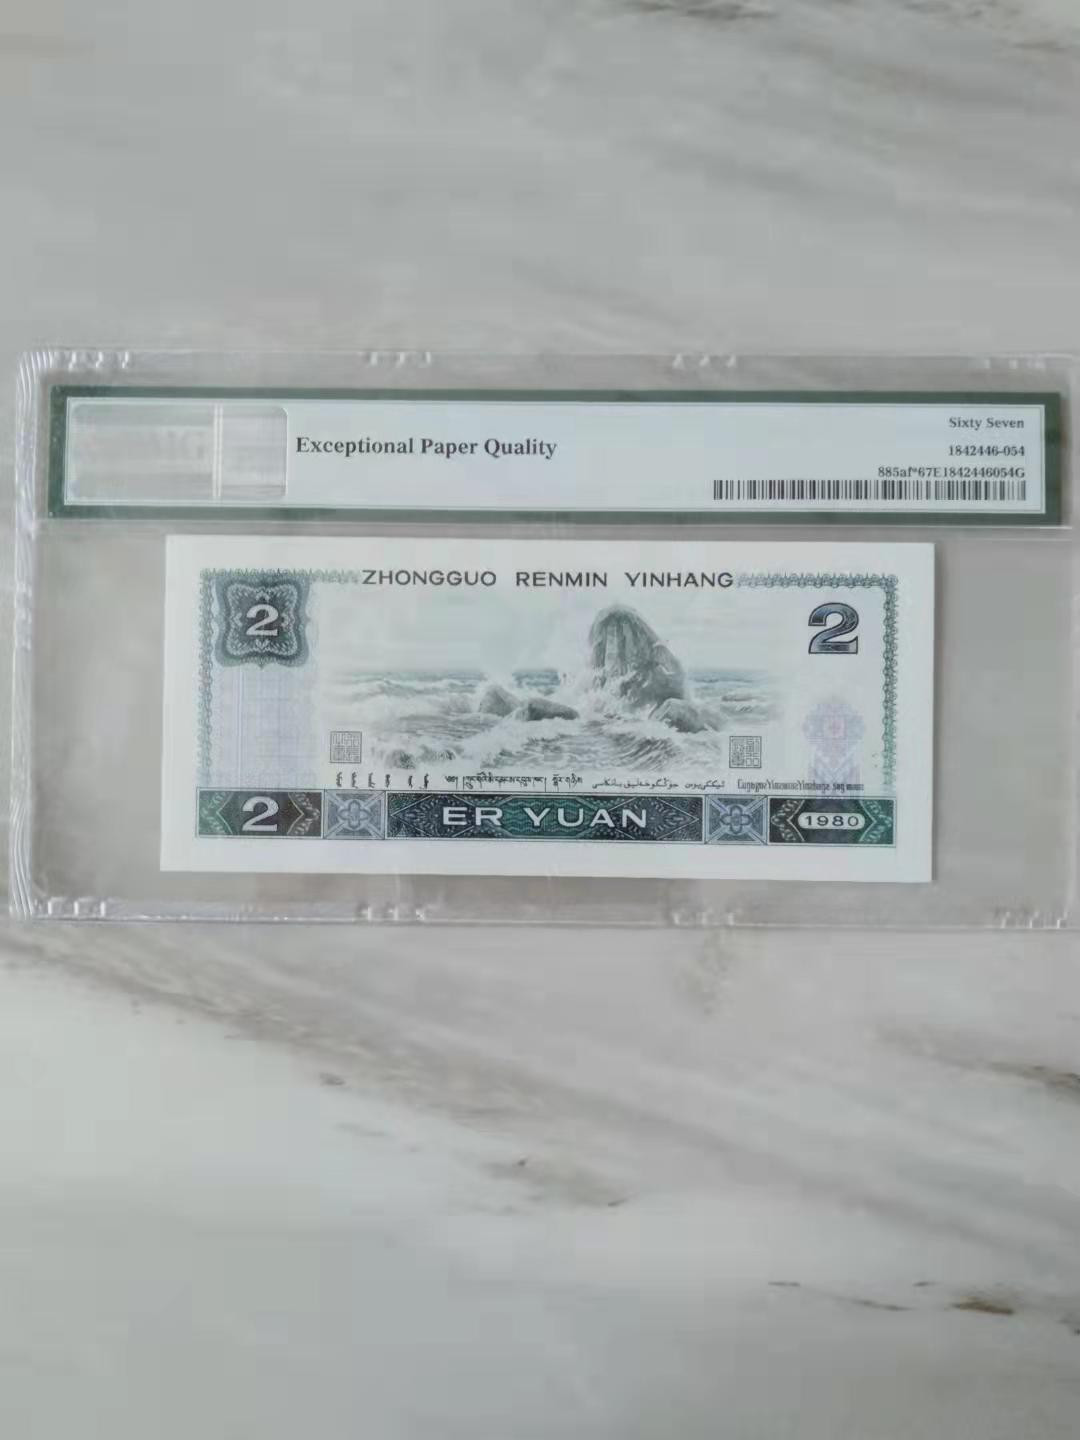 Sixty Seven
Exceptional Paper Quality
1842446-054
885af*67E1842446054G
ZHONGGUO RENMIN YINHANG
2
2
2
ER YUAN
1980